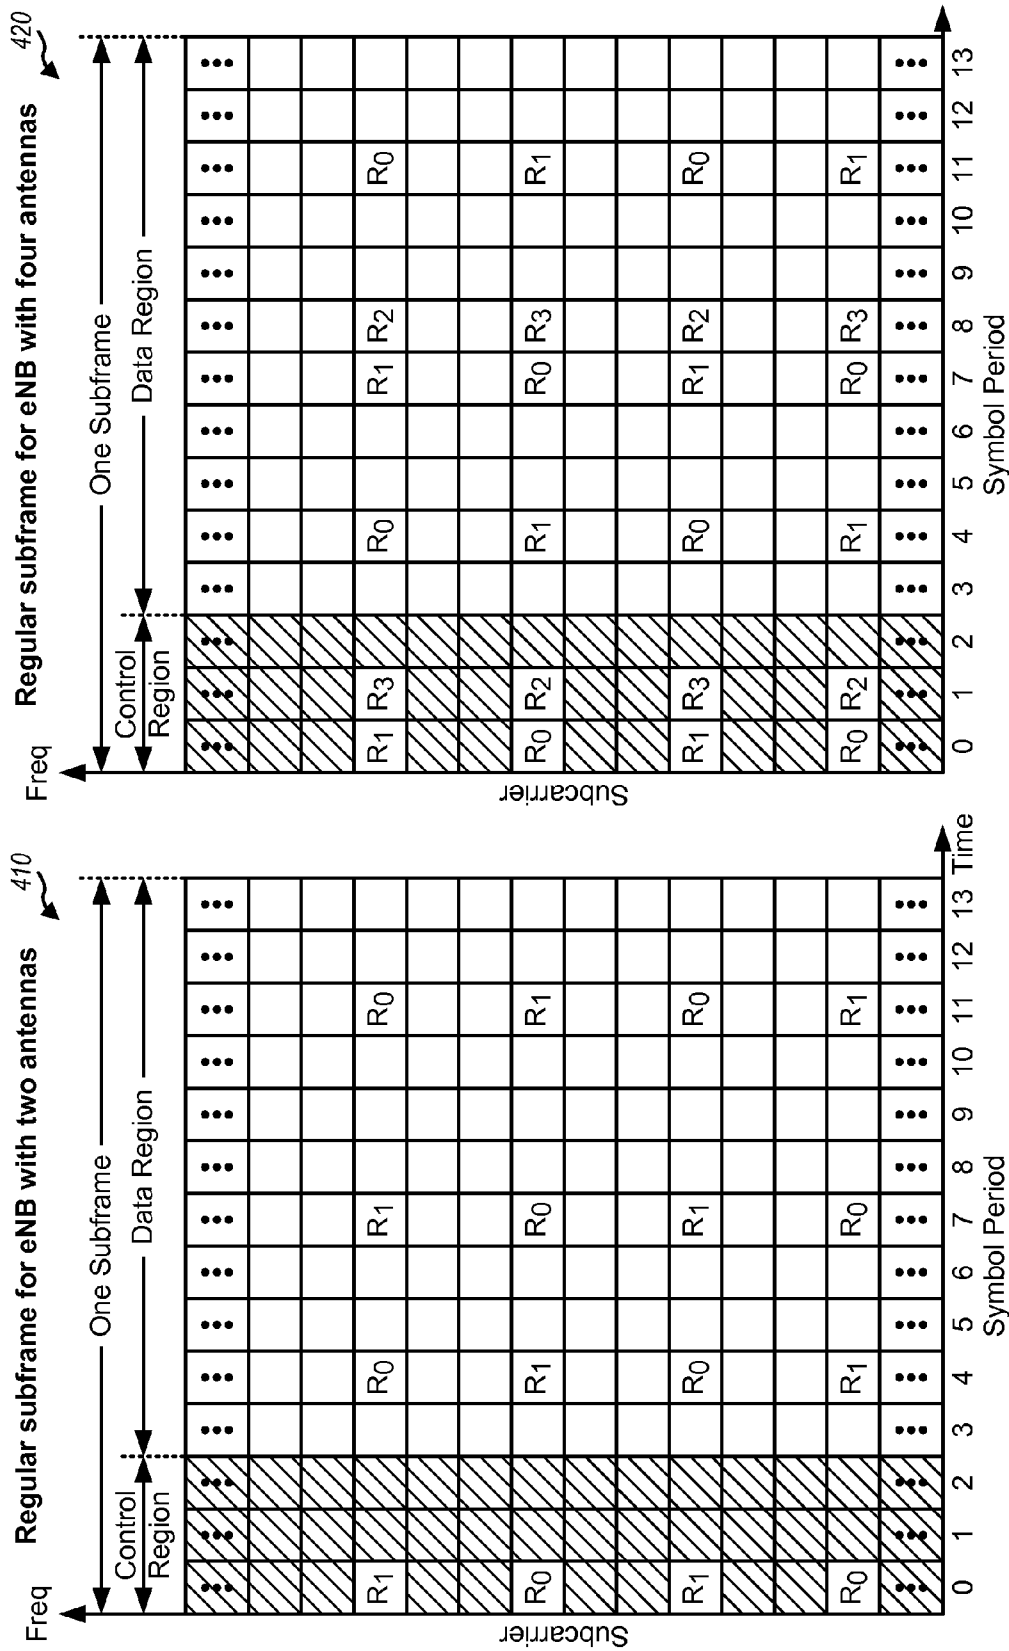 Regular subframe for eNB with two antennas
410
Freq
One Subframe
Control
Region
Data Region
Subcarrier
••• ••• ••• ••• ••• ••• ••• ••• ••• ••• ••• ••• ••• •••
R1 R0 R1 R0
R0 R1 R0 R1
R1 R0 R1 R0
R0 R1 R0 R1
••• ••• ••• ••• ••• ••• ••• ••• ••• ••• ••• ••• ••• •••
0 1 2 3 4 5 6 7 8 9 10 11 12 13
Time
Symbol Period
Regular subframe for eNB with four antennas
420
Freq
One Subframe
Control
Region
Data Region
Subcarrier
••• ••• ••• ••• ••• ••• ••• ••• ••• ••• ••• ••• ••• •••
R1 R3 R0 R1 R2 R0
R0 R2 R1 R0 R3 R1
R1 R3 R0 R1 R2 R0
R0 R2 R1 R0 R3 R1
••• ••• ••• ••• ••• ••• ••• ••• ••• ••• ••• ••• ••• •••
0 1 2 3 4 5 6 7 8 9 10 11 12 13
Symbol Period